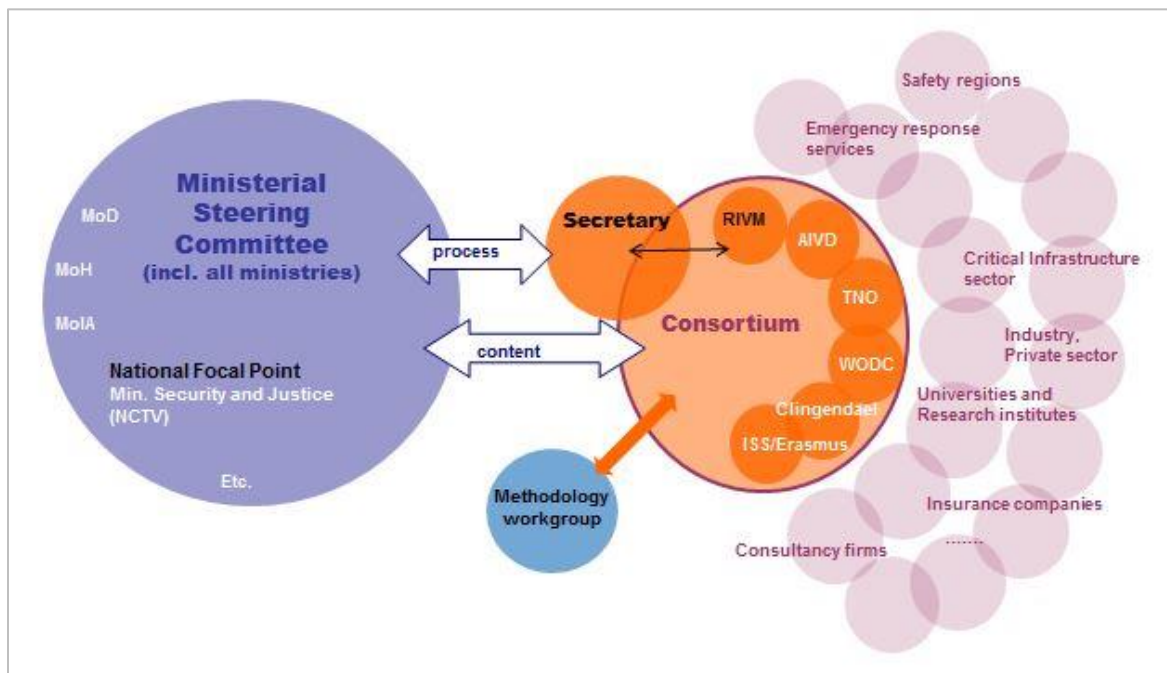 Ministerial
Steering
Committee
(incl. all ministries)
MoD
MoH
MoIA
National Focal Point
Min. Security and Justice
(NCTV)
Etc.
process
content
Secretary
Consortium
RIVM
AIVD
TNO
WODC
Clingendael
ISS/Erasmus
Methodology
workgroup
Safety regions
Emergency response
services
Critical Infrastructure
sector
Industry,
Private sector
Universities and
Research institutes
Insurance companies
.......
Consultancy firms